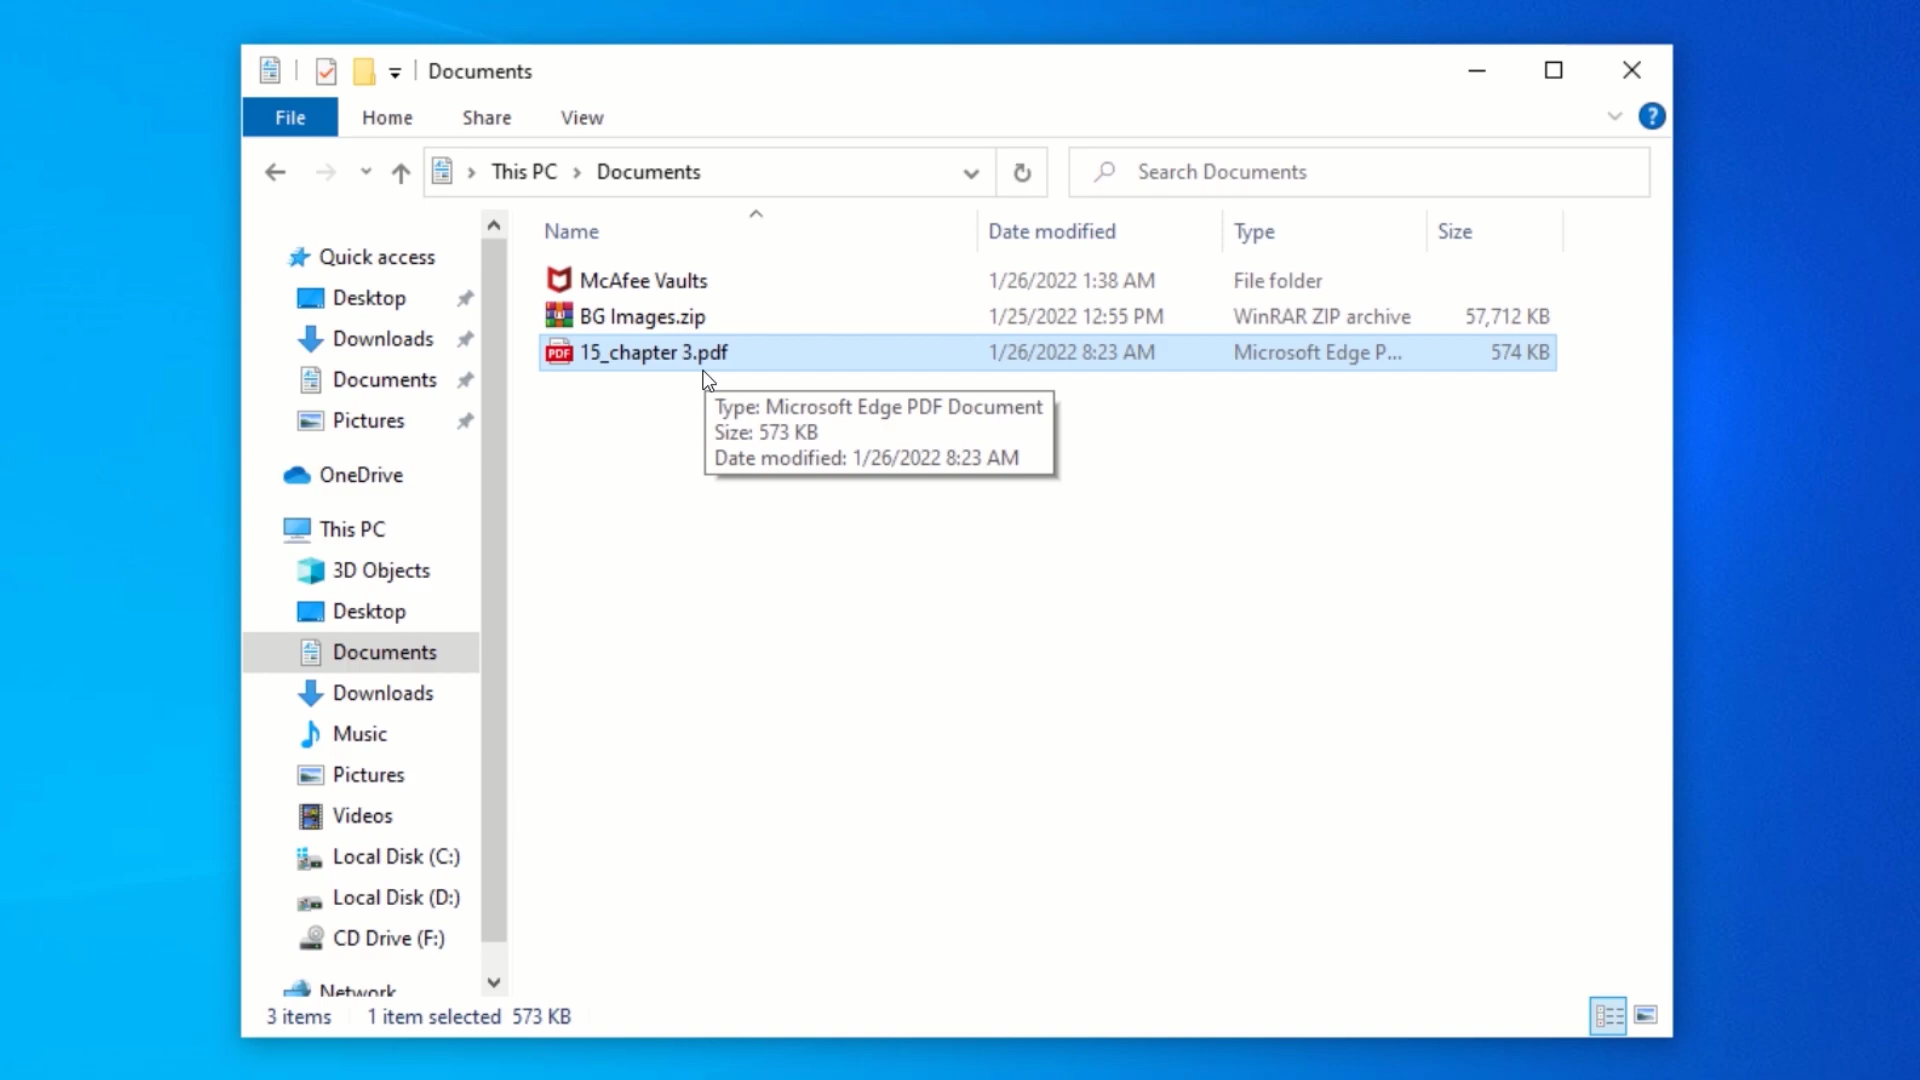 Documents
File Home Share View ?
This PC Documents
Search Documents
Name Date modified Type Size
McAfee Vaults 1/26/2022 1:38 AM File folder
BG Images.zip 1/25/2022 12:55 PM WinRAR ZIP archive 57,712 KB
PDF 15_chapter 3.pdf 1/26/2022 8:23 AM Microsoft Edge P... 574 KB
Type: Microsoft Edge PDF Document
Size: 573 KB
Date modified: 1/26/2022 8:23 AM
Quick access
Desktop
Downloads
Documents
Pictures
OneDrive
This PC
3D Objects
Desktop
Documents
Downloads
Music
Pictures
Videos
Local Disk (C:)
Local Disk (D:)
CD Drive (F:)
Network
3 items 1 item selected 573 KB